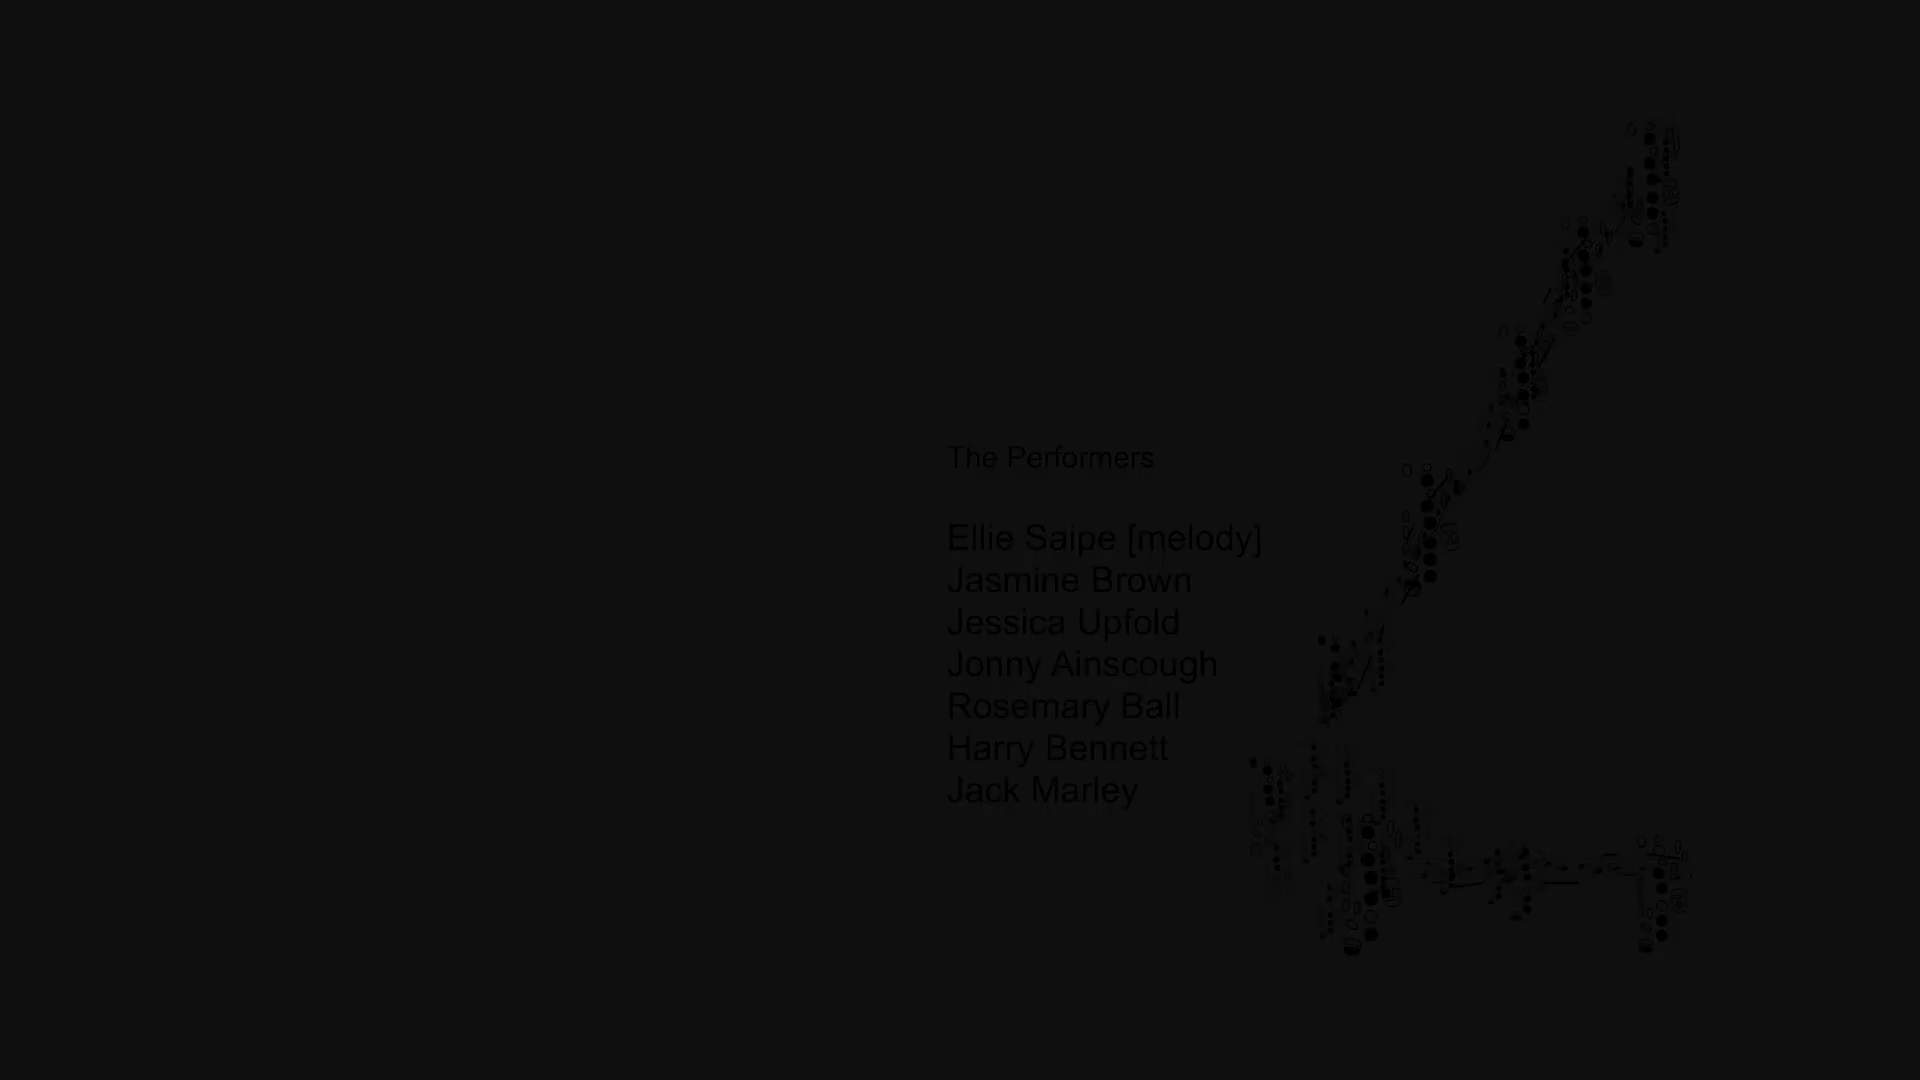 The Performers
Ellie Saipe [melody]
Jasmine Brown
Jessica Upfold
Jonny Ainscough
Rosemary Ball
Harry Bennett
Jack Marley